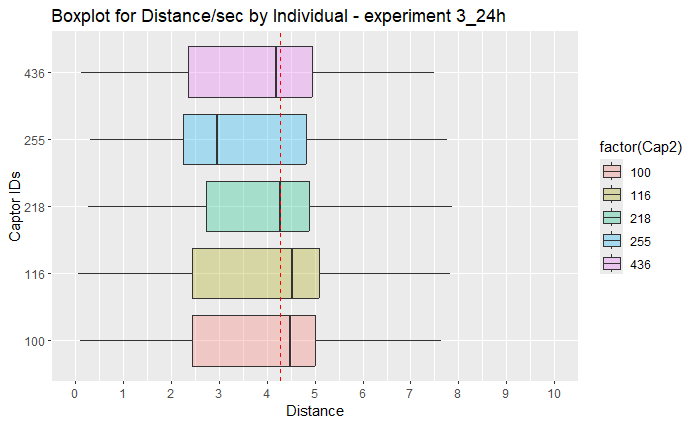 Boxplot for Distance/sec by Individual - experiment 3_24h
Captor IDs
436
255
218
116
100
0 1 2 3 4 5 6 7 8 9 10
Distance
factor(Cap2)
100
116
218
255
436